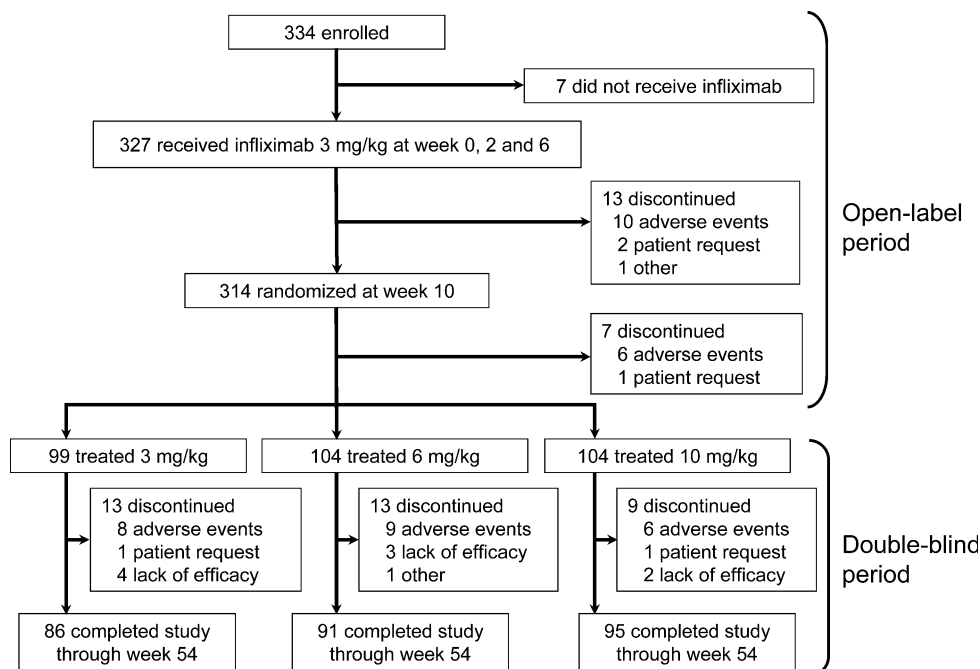 334 enrolled
7 did not receive infliximab
327 received infliximab 3 mg/kg at week 0, 2 and 6
13 discontinued
10 adverse events
2 patient request
1 other
Open-label
period
314 randomized at week 10
7 discontinued
6 adverse events
1 patient request
99 treated 3 mg/kg
104 treated 6 mg/kg
104 treated 10 mg/kg
13 discontinued
8 adverse events
1 patient request
4 lack of efficacy
13 discontinued
9 adverse events
3 lack of efficacy
1 other
9 discontinued
6 adverse events
1 patient request
2 lack of efficacy
Double-blind
period
86 completed study
through week 54
91 completed study
through week 54
95 completed study
through week 54